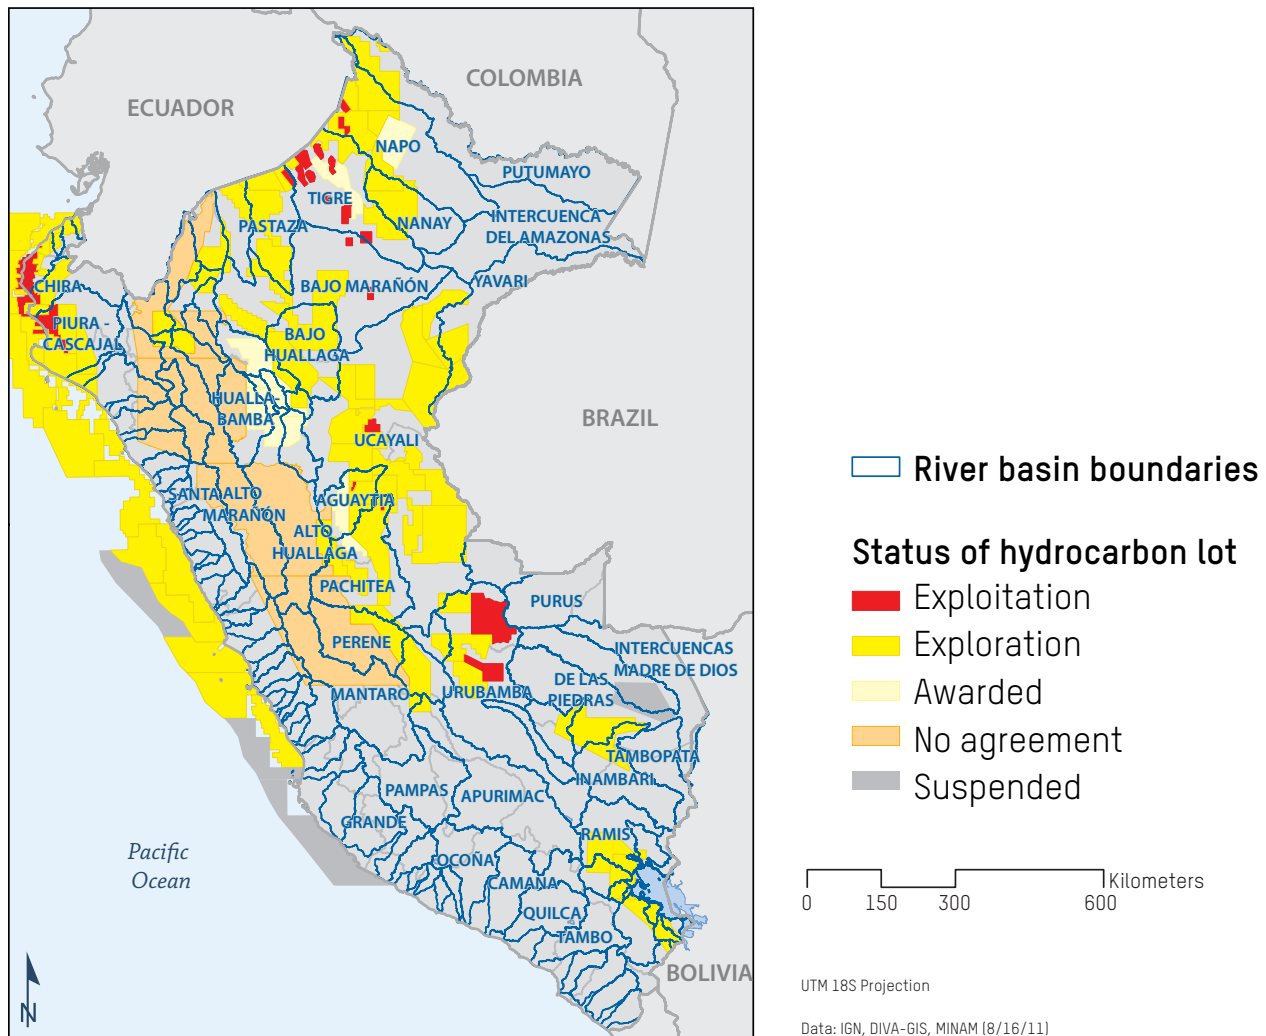 COLOMBIA
ECUADOR
NAPO
PUTUMAYO
TIGRE
PASTAZA
NANAY
INTERCUENCA
DEL AMAZONAS
CHIRA
BAJO MARAÑÓN
YAVARI
PIURA -
CASCAJAL
BAJO
HUALLAGA
HUALLA-
BAMBA
BRAZIL
UCAYALI
SANTA
ALTO
MARAÑÓN
AGUAYTIA
ALTO
HUALLAGA
PACHITEA
PURUS
PERENE
INTERCUENCAS
MADRE DE DIOS
MANTARO
URUBAMBA
DE LAS
PIEDRAS
TAMBOPATA
INAMBARI
PAMPAS
APURIMAC
GRANDE
RAMIS
OCOÑA
CAMANA
QUILCA
TAMBO
BOLIVIA
Pacific
Ocean
N
River basin boundaries
Status of hydrocarbon lot
Exploitation
Exploration
Awarded
No agreement
Suspended
Kilometers
0 150 300 600
UTM 18S Projection
Data: IGN, DIVA-GIS, MINAM (8/16/11)